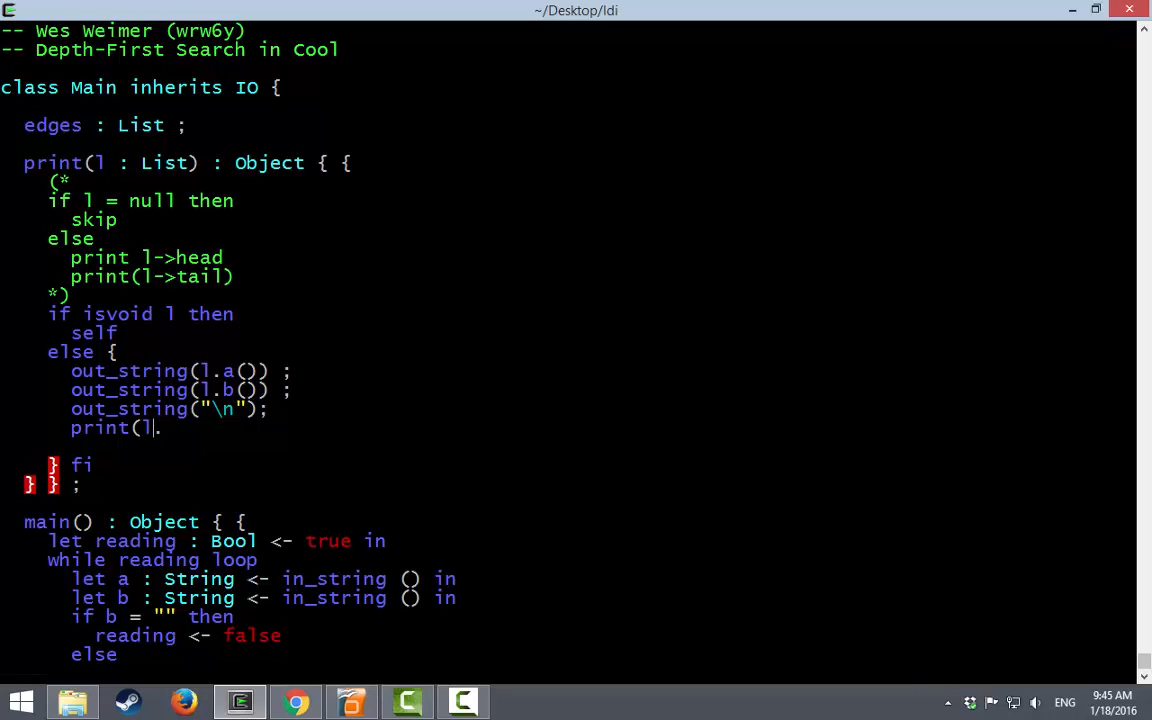 ~/Desktop/ldi
-- Wes Weimer (wrw6y)
-- Depth-First Search in Cool
class Main inherits IO {
edges : List ;
print(l : List) : Object { {
(*
if l = null then
skip
else
print l->head
print(l->tail)
*)
if isvoid l then
self
else {
out_string(l.a()) ;
out_string(l.b()) ;
out_string("\n");
print(l.
} fi
} } ;
main() : Object { {
let reading : Bool <- true in
while reading loop
let a : String <- in_string () in
let b : String <- in_string () in
if b = "" then
reading <- false
else
ENG
9:45 AM
1/18/2016